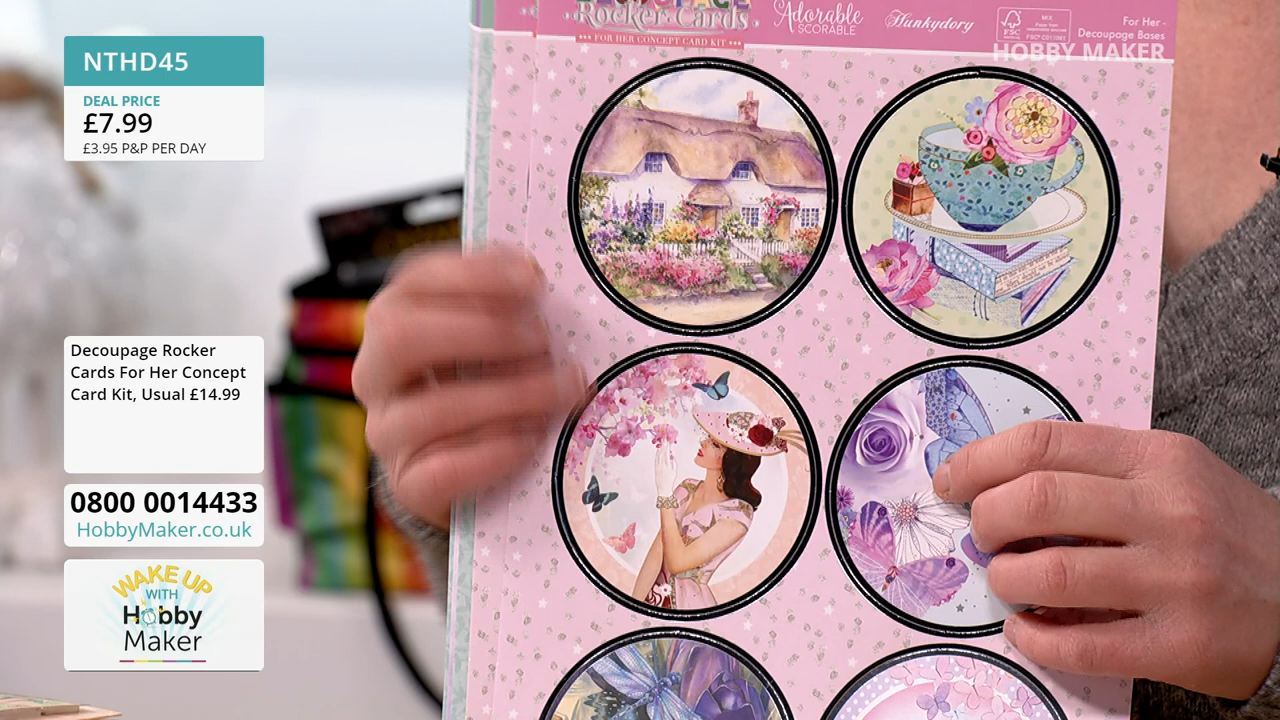 NTHD45
DEAL PRICE
£7.99
£3.95 P&P PER DAY
Decoupage Rocker
Cards For Her Concept
Card Kit, Usual £14.99
0800 0014433
HobbyMaker.co.uk
WAKE UP
WITH
Hobby
Maker
Rocker Cards
FOR HER CONCEPT CARD KIT
Adorable
SCORABLE
Hunkydory
FSC
MIX
For Her -
Decoupage Bases
HOBBY MAKER